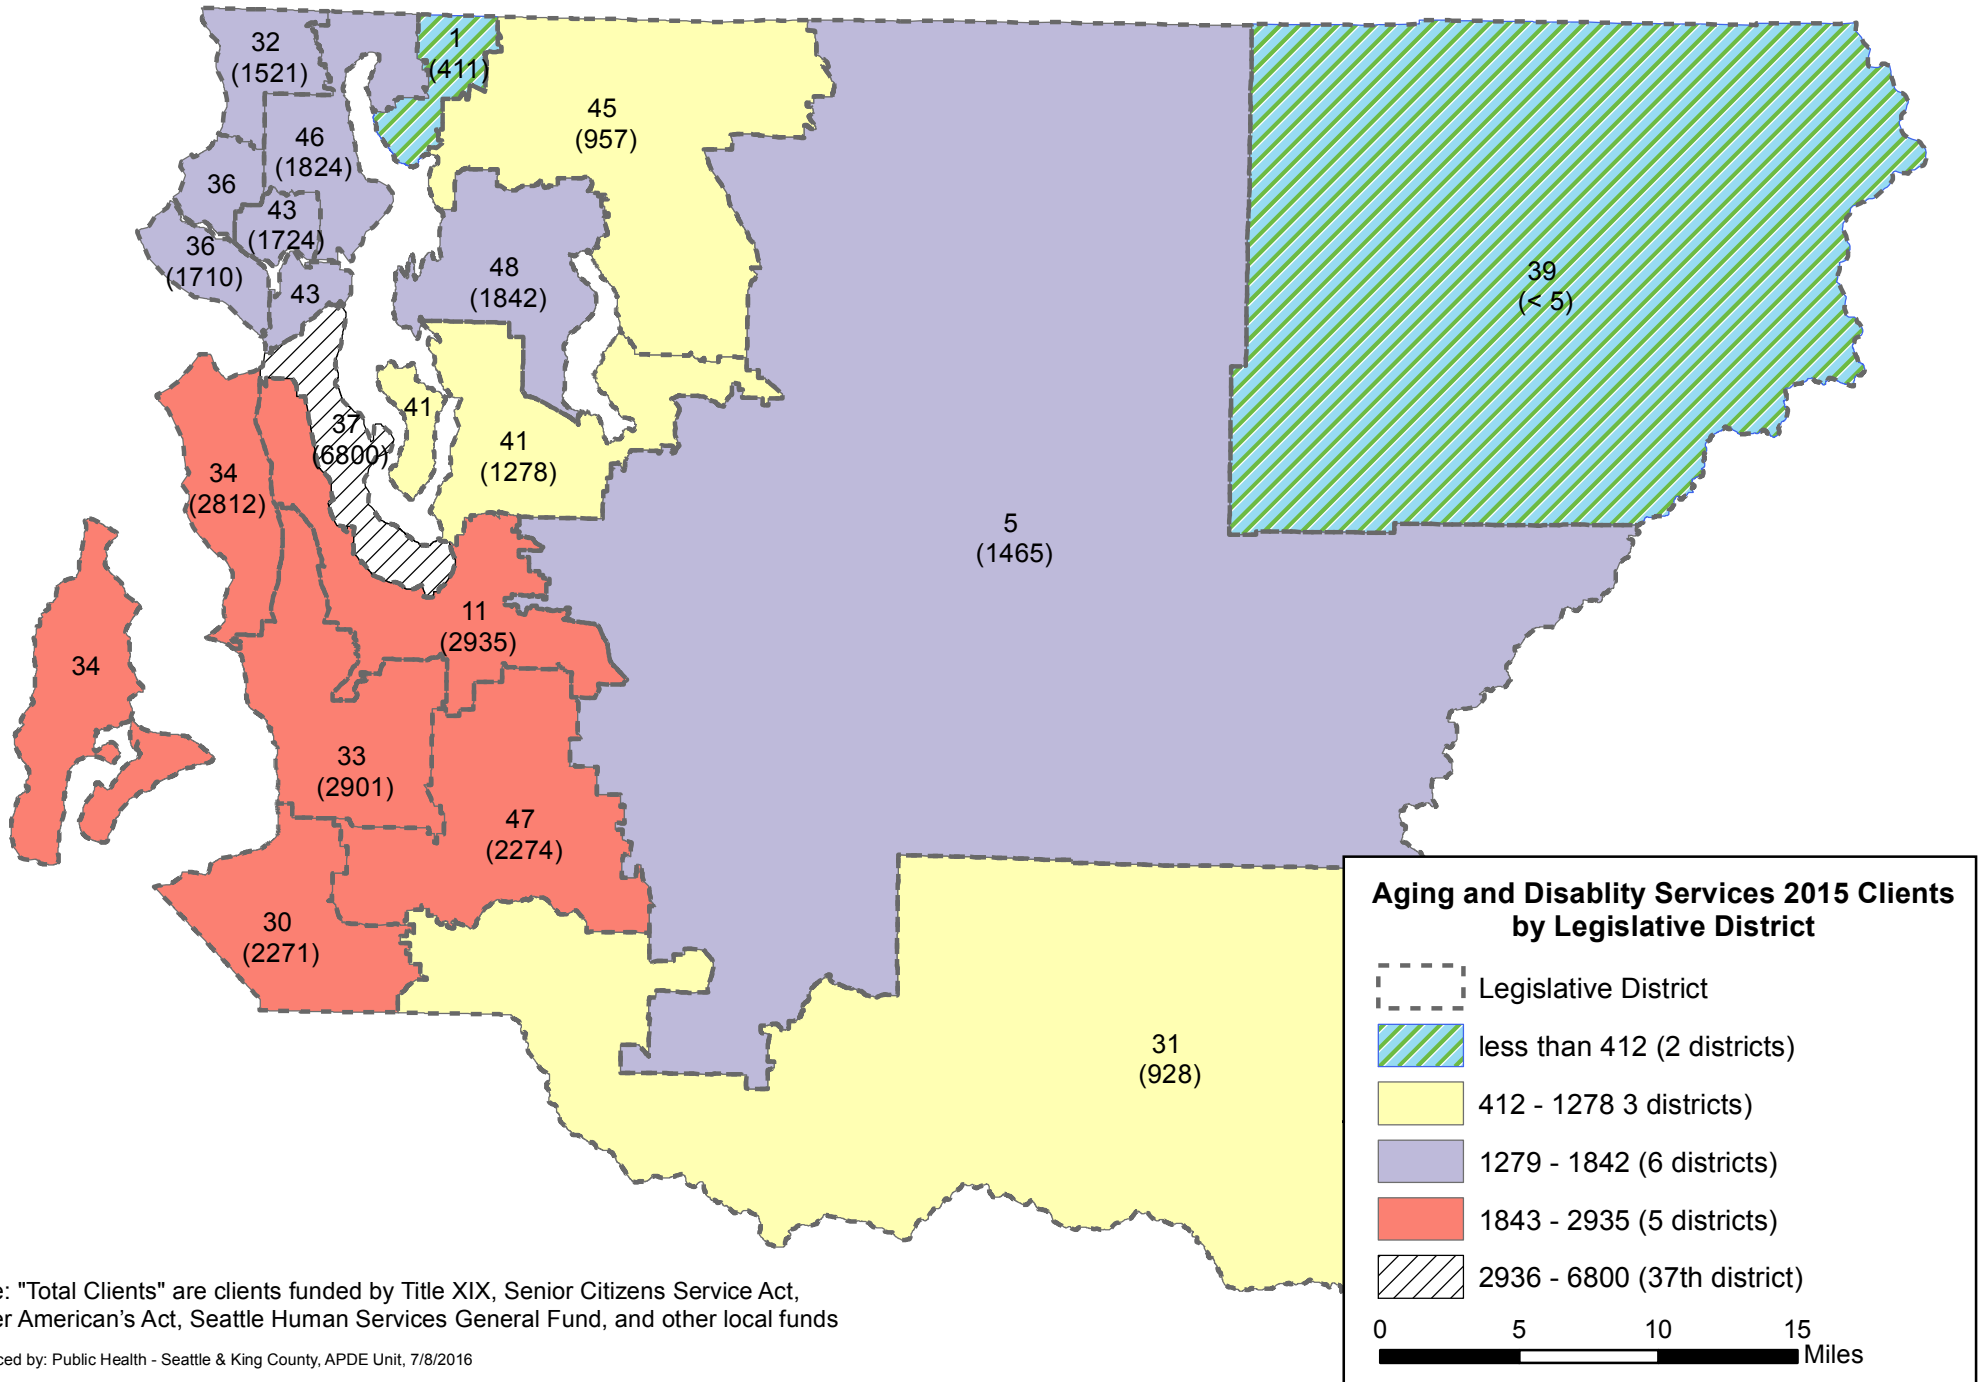 32
(1521)
1
(411)
45
(957)
46
(1824)
36
43
(1724)
36
(1710)
43
48
(1842)
39
(< 5)
37
(6800)
41
41
(1278)
34
(2812)
5
(1465)
11
(2935)
34
33
(2901)
47
(2274)
30
(2271)
31
(928)
Aging and Disablity Services 2015 Clients
by Legislative District
Legislative District
less than 412 (2 districts)
412 - 1278 3 districts)
1279 - 1842 (6 districts)
1843 - 2935 (5 districts)
2936 - 6800 (37th district)
0 5 10 15
Miles
: "Total Clients" are clients funded by Title XIX, Senior Citizens Service Act,
American's Act, Seattle Human Services General Fund, and other local funds
by: Public Health - Seattle & King County, APDE Unit, 7/8/2016